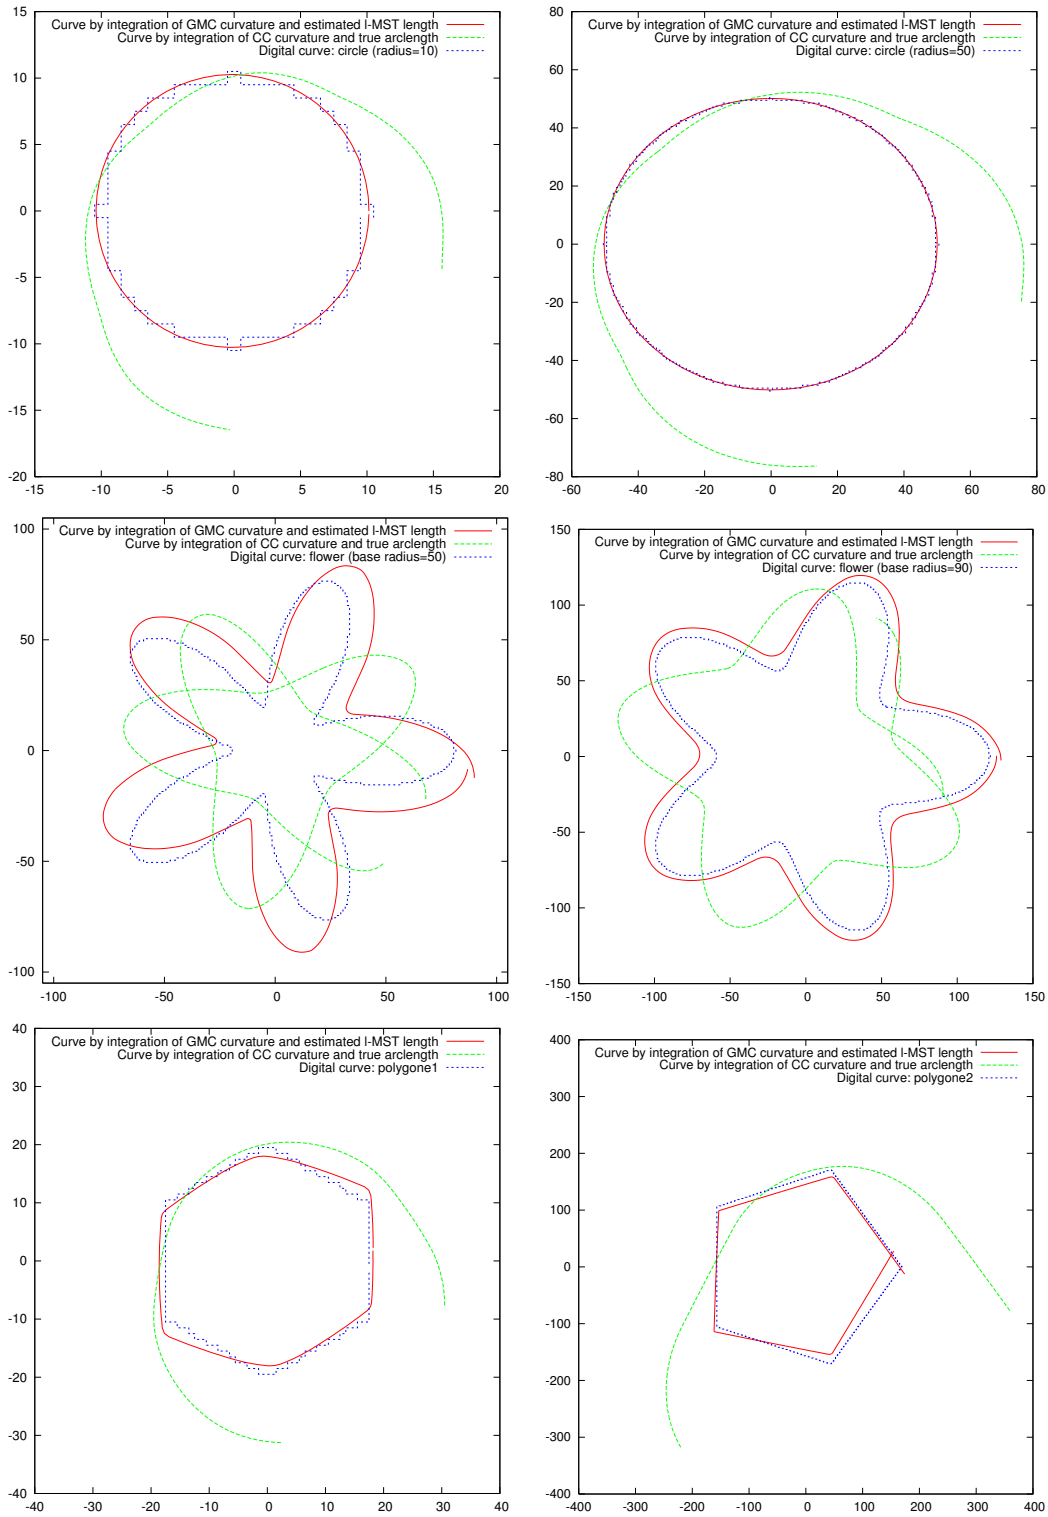 Curve by integration of GMC curvature and estimated l-MST length
Curve by integration of CC curvature and true arclength
Digital curve: circle (radius=10)
15
10
5
0
-5
-10
-15
-20
-15 -10 -5 0 5 10 15 20
Curve by integration of GMC curvature and estimated l-MST length
Curve by integration of CC curvature and true arclength
Digital curve: circle (radius=50)
80
60
40
20
0
-20
-40
-60
-80
-60 -40 -20 0 20 40 60 80
Curve by integration of GMC curvature and estimated l-MST length
Curve by integration of CC curvature and true arclength
Digital curve: flower (base radius=50)
100
50
0
-50
-100
-100 -50 0 50 100
Curve by integration of GMC curvature and estimated l-MST length
Curve by integration of CC curvature and true arclength
Digital curve: flower (base radius=90)
150
100
50
0
-50
-100
-150
-150 -100 -50 0 50 100 150
Curve by integration of GMC curvature and estimated l-MST length
Curve by integration of CC curvature and true arclength
Digital curve: polygone1
40
30
20
10
0
-10
-20
-30
-40
-40 -30 -20 -10 0 10 20 30 40
Curve by integration of GMC curvature and estimated l-MST length
Curve by integration of CC curvature and true arclength
Digital curve: polygone2
400
300
200
100
0
-100
-200
-300
-400
-400 -300 -200 -100 0 100 200 300 400